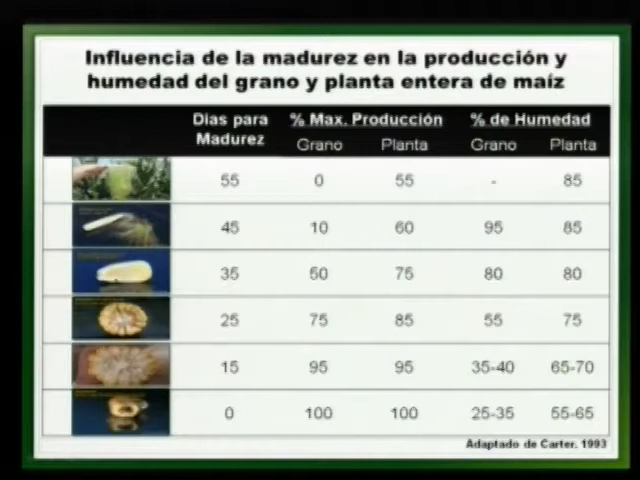 Influencia de la madurez en la producción y
humedad del grano y planta entera de maíz
Dias para % Max. Producción % de Humedad
Madurez Grano Planta Grano Planta
55 0 55 - 85
45 10 60 95 85
35 50 75 80 80
25 75 85 55 75
15 95 95 35-40 65-70
0 100 100 25-35 55-65
Adaptado de Carter. 1993